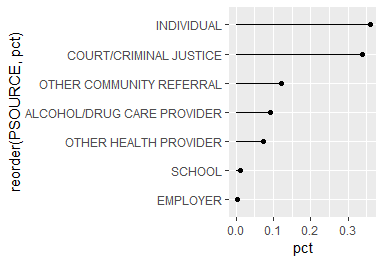 reorder(PSOURCE, pct)
INDIVIDUAL
COURT/CRIMINAL JUSTICE
OTHER COMMUNITY REFERRAL
ALCOHOL/DRUG CARE PROVIDER
OTHER HEALTH PROVIDER
SCHOOL
EMPLOYER
0.0 0.1 0.2 0.3
pct